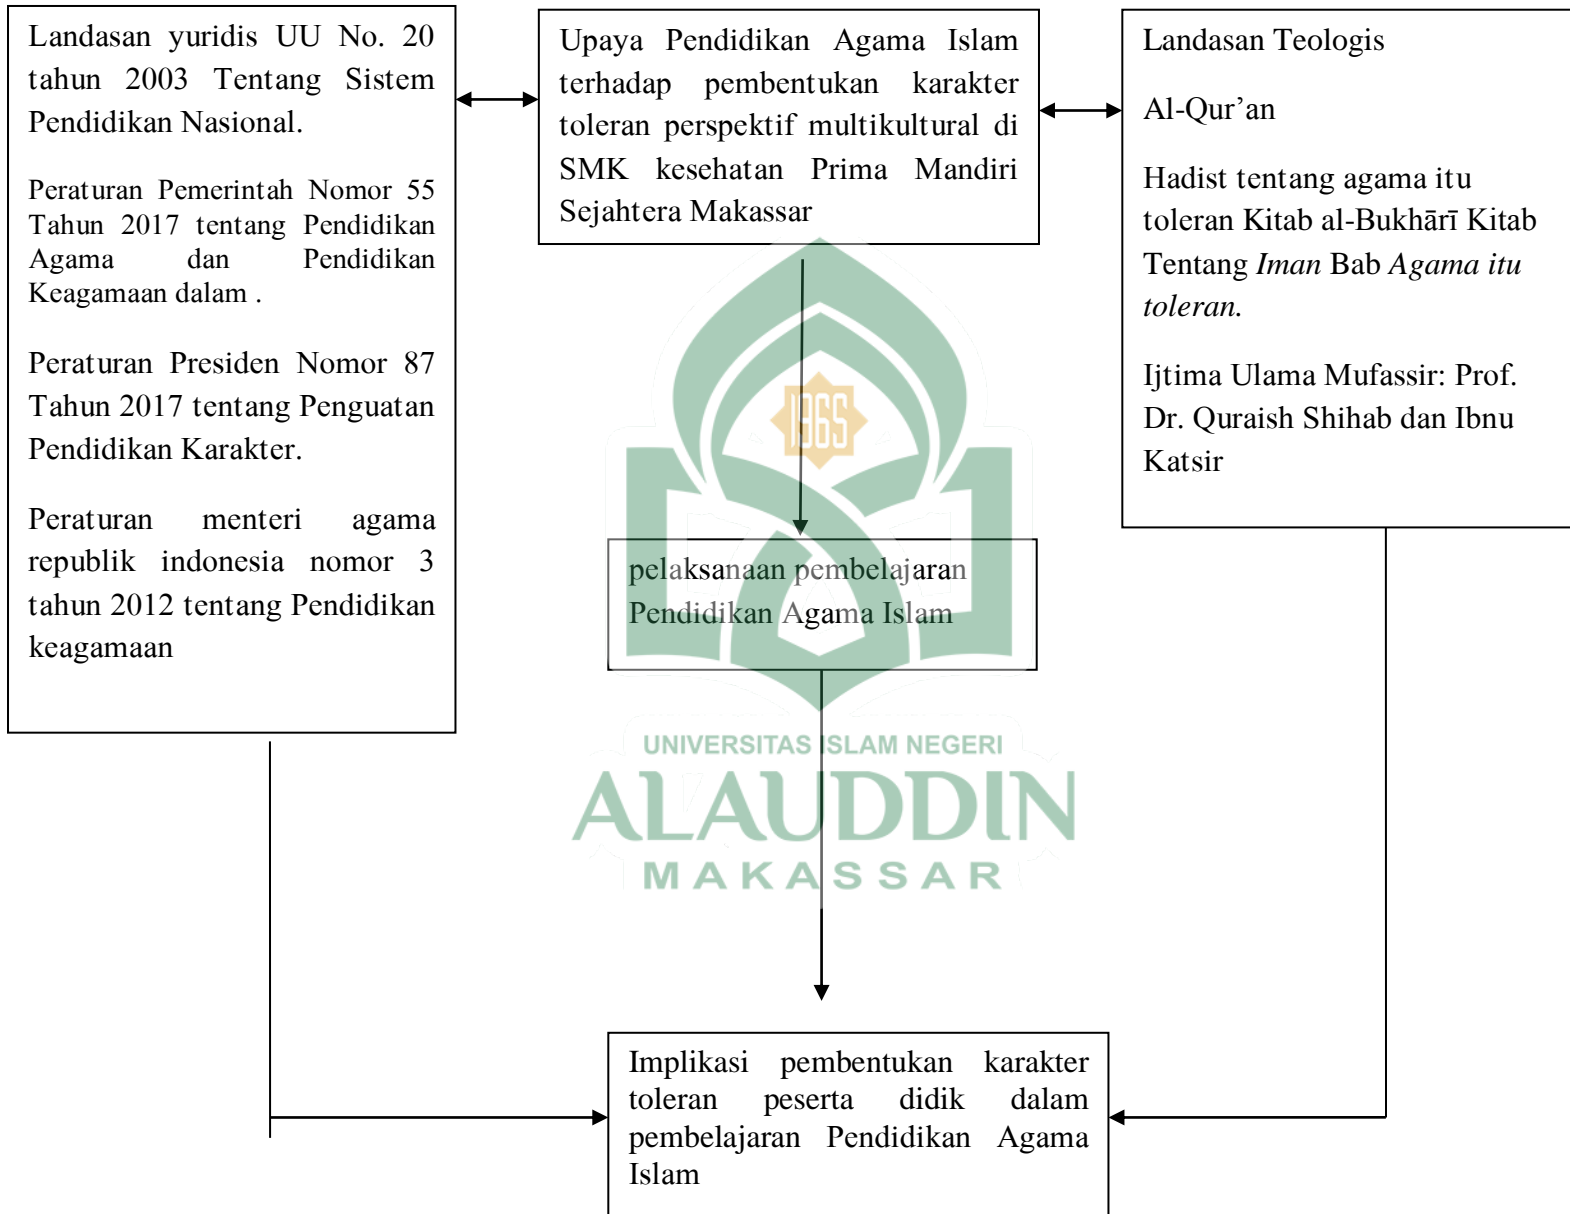 Landasan yuridis UU No. 20
tahun 2003 Tentang Sistem
Pendidikan Nasional.
Peraturan Pemerintah Nomor 55
Tahun 2017 tentang Pendidikan
Agama dan Pendidikan
Keagamaan dalam .
Peraturan Presiden Nomor 87
Tahun 2017 tentang Penguatan
Pendidikan Karakter.
Peraturan menteri agama
republik indonesia nomor 3
tahun 2012 tentang Pendidikan
keagamaan
Upaya Pendidikan Agama Islam
terhadap pembentukan karakter
toleran perspektif multikultural di
SMK kesehatan Prima Mandiri
Sejahtera Makassar
Landasan Teologis
Al-Qur’an
Hadist tentang agama itu
toleran Kitab al-Bukhārī Kitab
Tentang Iman Bab Agama itu
toleran.
Ijtima Ulama Mufassir: Prof.
Dr. Quraish Shihab dan Ibnu
Katsir
1965
pelaksanaan pembelajaran
Pendidikan Agama Islam
UNIVERSITAS ISLAM NEGERI
ALAUDDIN
MAKASSAR
Implikasi pembentukan karakter
toleran peserta didik dalam
pembelajaran Pendidikan Agama
Islam